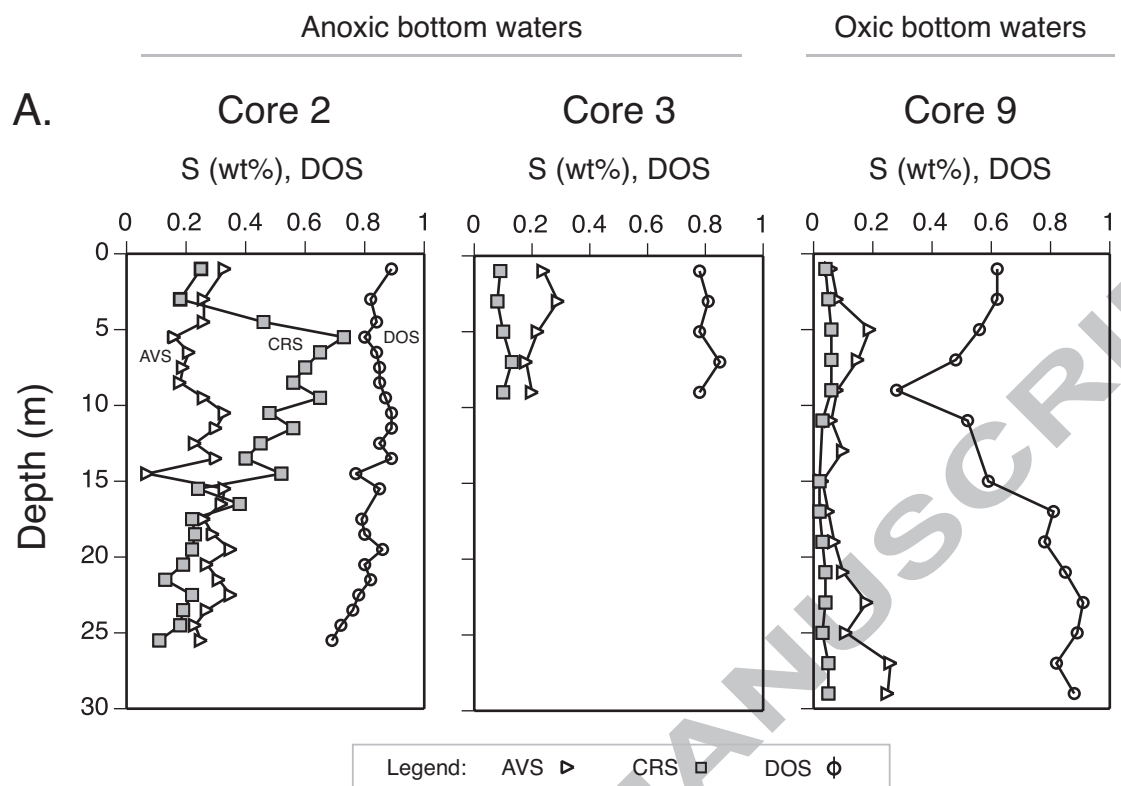 Anoxic bottom waters
Oxic bottom waters
A.
Core 2
Core 3
Core 9
S (wt%), DOS
S (wt%), DOS
S (wt%), DOS
0 0.2 0.4 0.6 0.8 1
0 0.2 0.4 0.6 0.8 1
0 0.2 0.4 0.6 0.8 1
Depth (m)
0
5
10
15
20
25
30
AVS
CRS
DOS
Legend: AVS CRS DOS